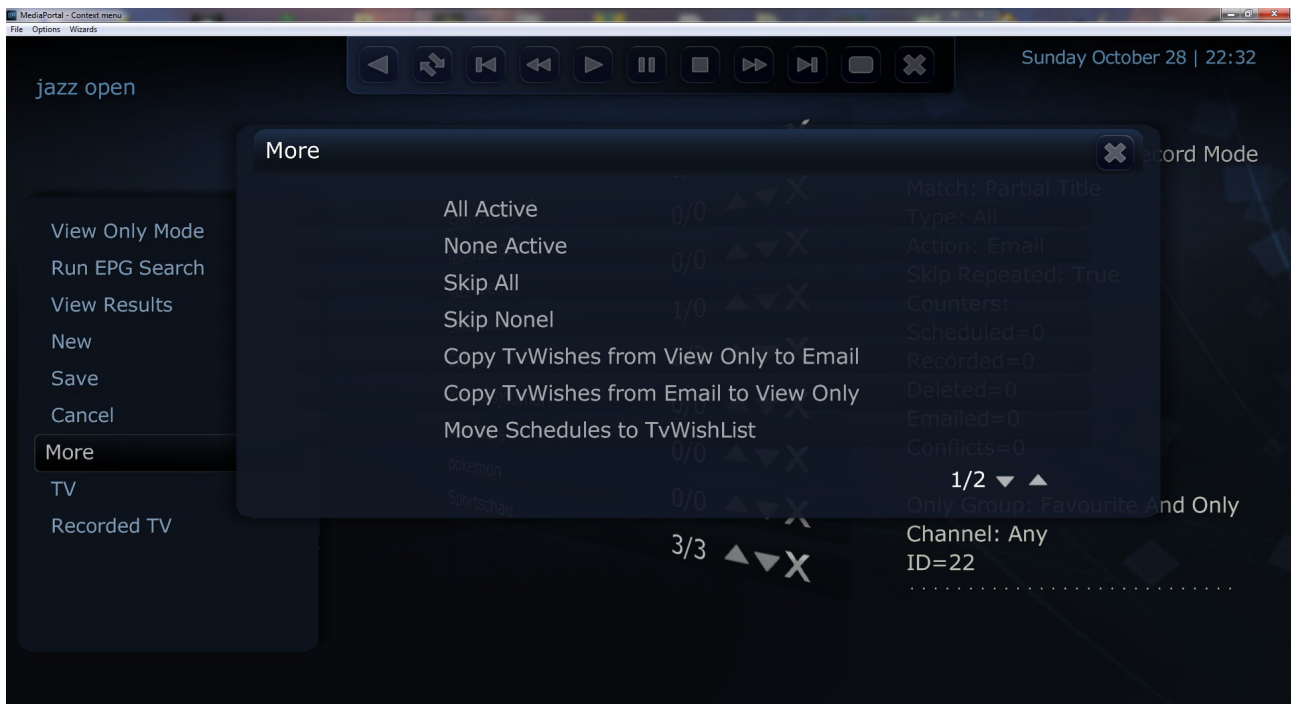 MediaPortal - Context menu
File Options Wizards
Sunday October 28 | 22:32
jazz open
More
cord Mode
Match: Partial Title
All Active
0/0
Type: All
View Only Mode
None Active
0/0
Action: Email
Run EPG Search
Skip All
Skip Repeated: True
View Results
Skip Nonel
1/0
Counters:
New
Scheduled=0
Copy TvWishes from View Only to Email
Recorded=0
Save
Copy TvWishes from Email to View Only
Deleted=0
Cancel
0/0
Emailed=0
Move Schedules to TvWishList
More
0/0
Conflicts=0
pokemon
1/2
TV
Sportschau
0/0
Only Group: Favourite And Only
Recorded TV
3/3
Channel: Any
ID=22